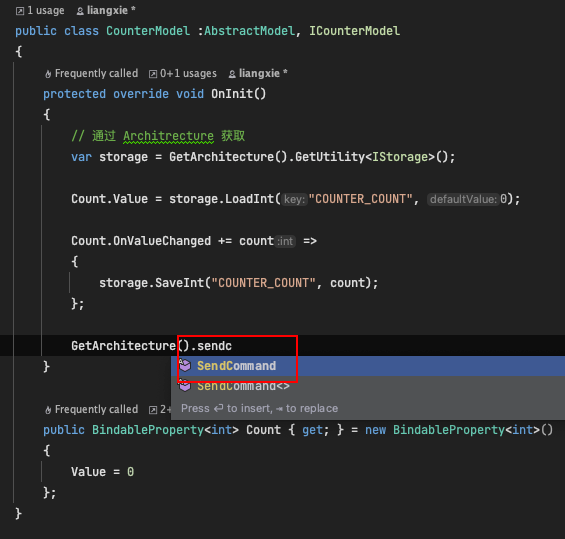 1 usage liangxie *
public class CounterModel :AbstractModel, ICounterModel
{
Frequently called 0+1 usages liangxie *
protected override void OnInit()
{
// 通过 Architrecture 获取
var storage = GetArchitecture().GetUtility<IStorage>();
Count.Value = storage.LoadInt(key:"COUNTER_COUNT", defaultValue:0);
Count.OnValueChanged += count:int =>
{
storage.SaveInt("COUNTER_COUNT", count);
};
GetArchitecture().sendc
SendCommand
}
SendCommand<>
Press ⏎ to insert, ⇥ to replace
Frequently called 2+
public BindableProperty<int> Count { get; } = new BindableProperty<int>()
{
Value = 0
};
}